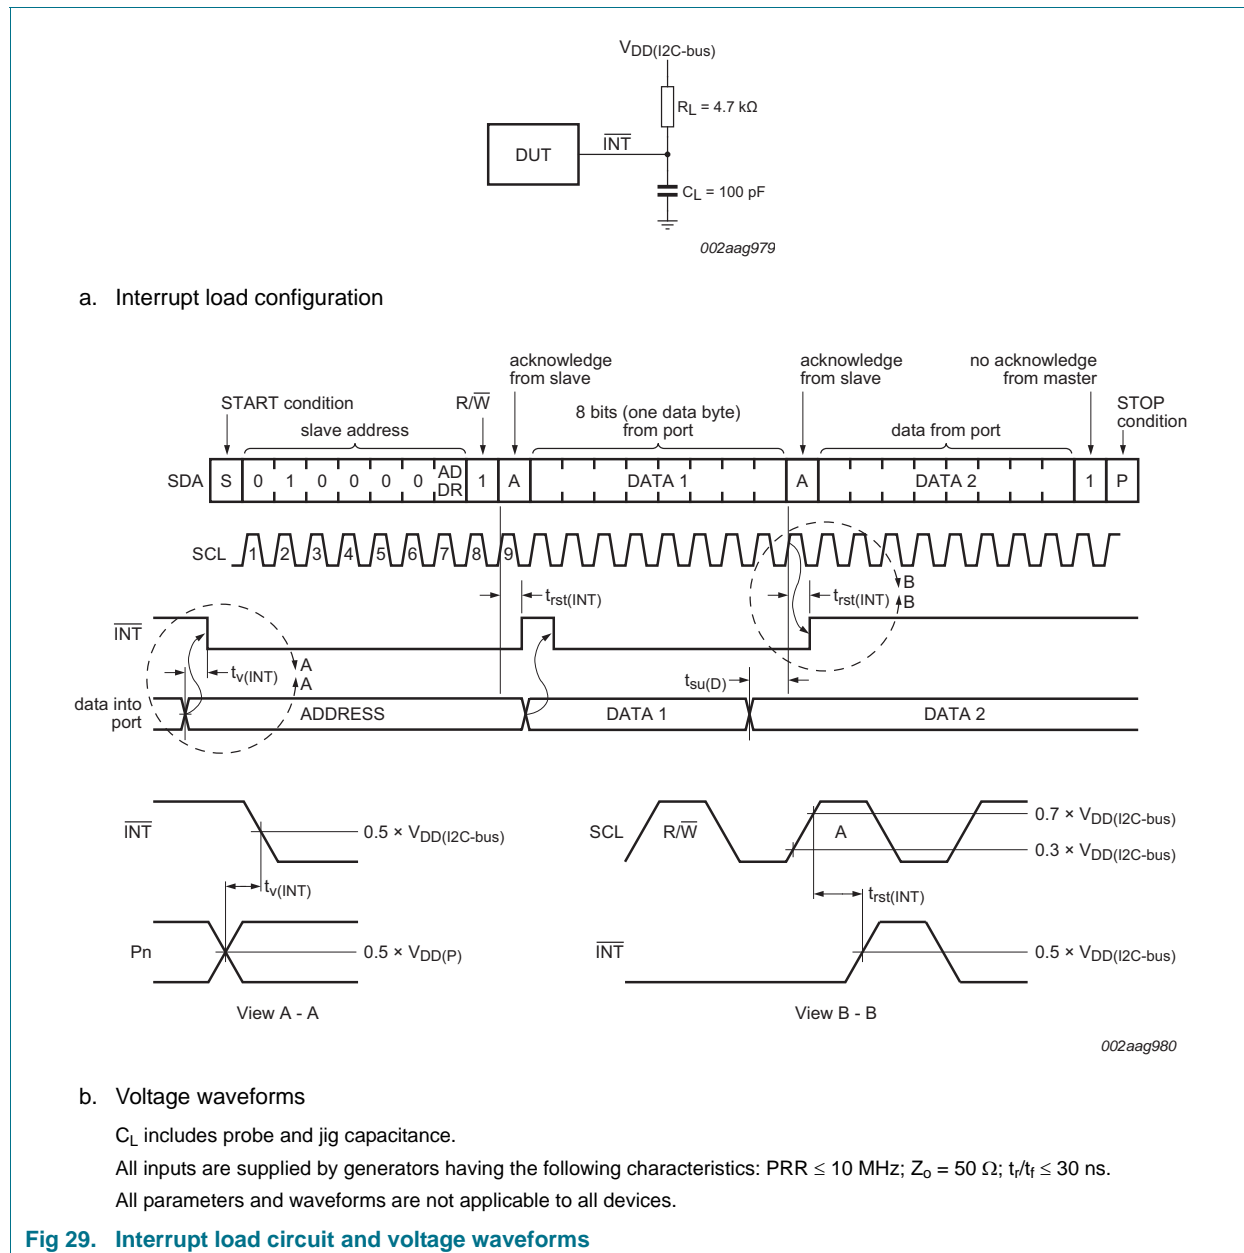 VDD(I2C-bus)
RL = 4.7 kΩ
DUT
INT
CL = 100 pF
002aag979
a. Interrupt load configuration
acknowledge
from slave
acknowledge
from slave
no acknowledge
from master
START condition
R/W
8 bits (one data byte)
from port
STOP
condition
slave address
data from port
SDA S 0 1 0 0 0 0 AD DR 1 A DATA 1 A DATA 2 1 P
SCL 1 2 3 4 5 6 7 8 9
B
trst(INT)
trst(INT)
B
INT
A
tv(INT)
A
tsu(D)
data into
port
ADDRESS
DATA 1
DATA 2
INT
0.5 × VDD(I2C-bus)
tv(INT)
Pn
0.5 × VDD(P)
View A - A
SCL
R/W
A
0.7 × VDD(I2C-bus)
0.3 × VDD(I2C-bus)
trst(INT)
INT
0.5 × VDD(I2C-bus)
View B - B
002aag980
b. Voltage waveforms
CL includes probe and jig capacitance.
All inputs are supplied by generators having the following characteristics: PRR ≤ 10 MHz; Zo = 50 Ω; tr/tf ≤ 30 ns.
All parameters and waveforms are not applicable to all devices.
Fig 29. Interrupt load circuit and voltage waveforms